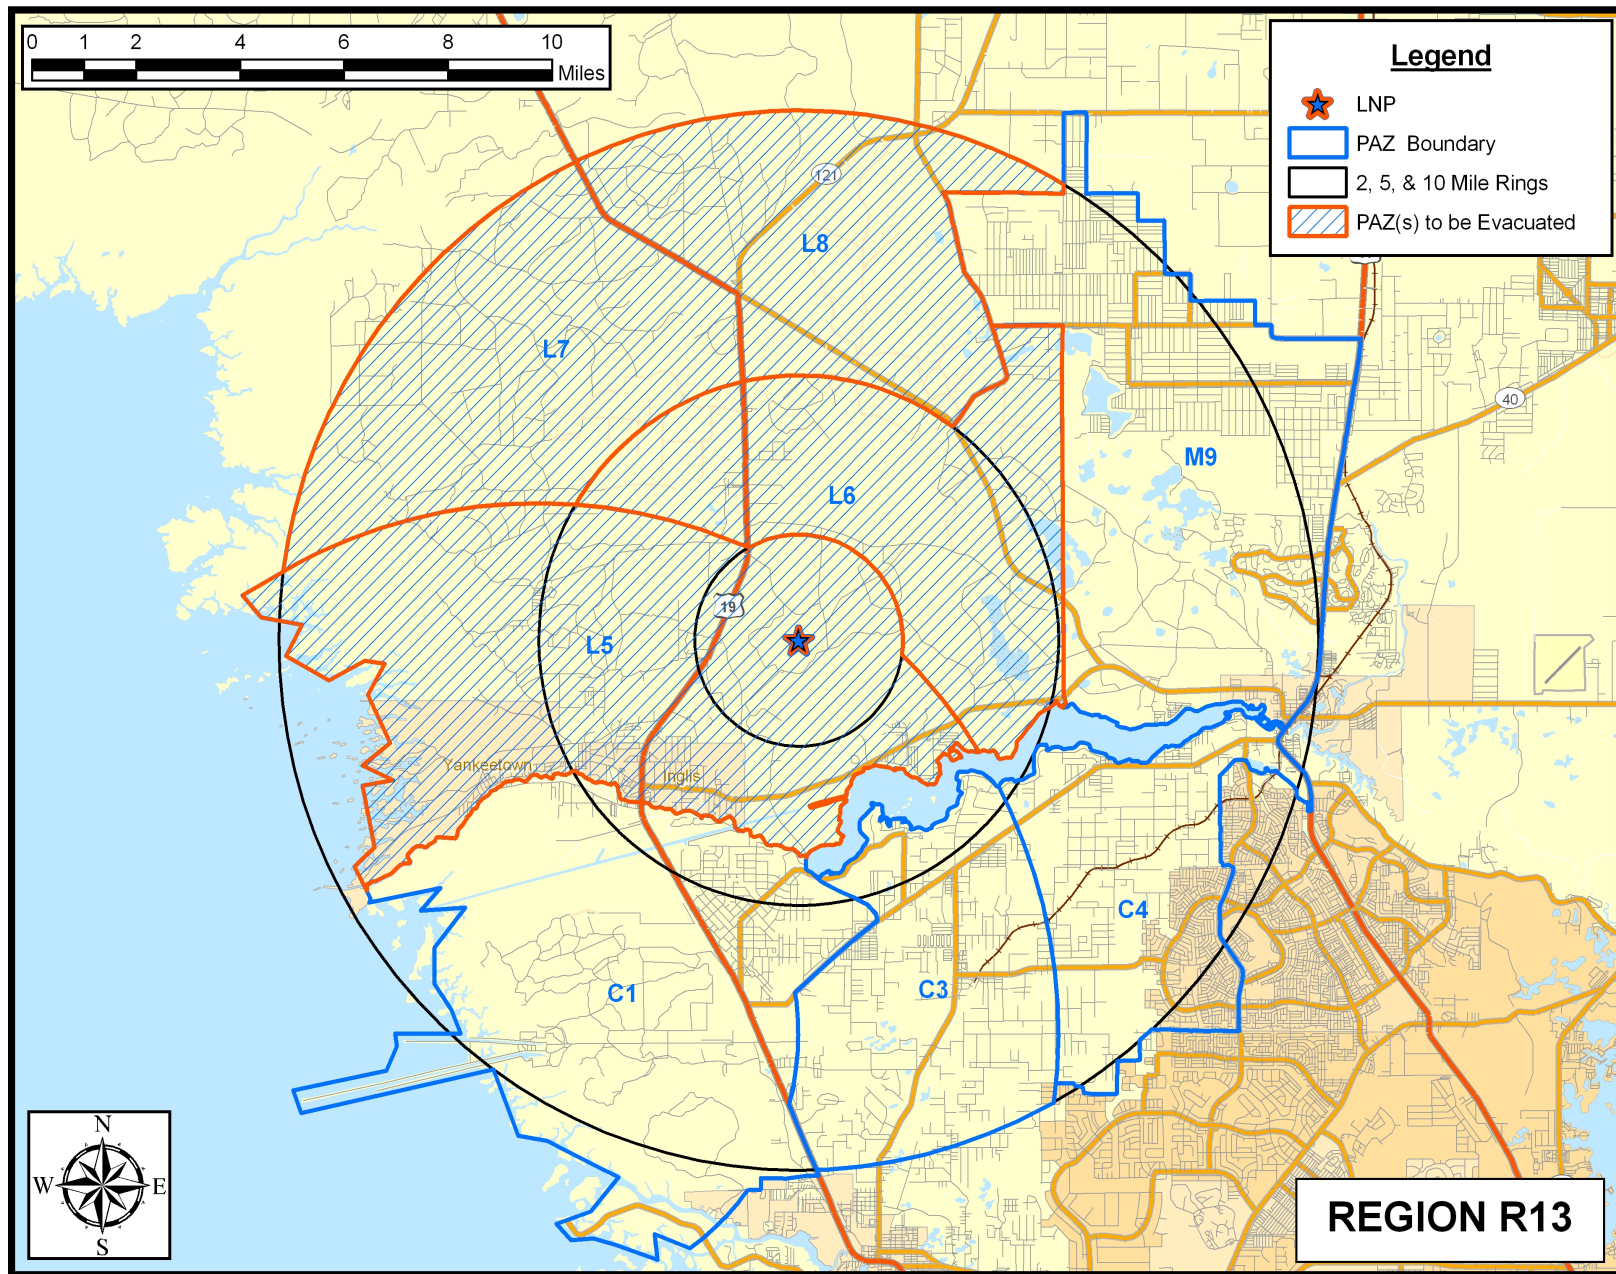 0 1 2 4 6 8 10
Miles
Legend
LNP
PAZ Boundary
2, 5, & 10 Mile Rings
PAZ(s) to be Evacuated
121
L8
L7
40
M9
L6
19
L5
Yankeetown
Inglis
C4
C3
C1
N
W E
S
REGION R13